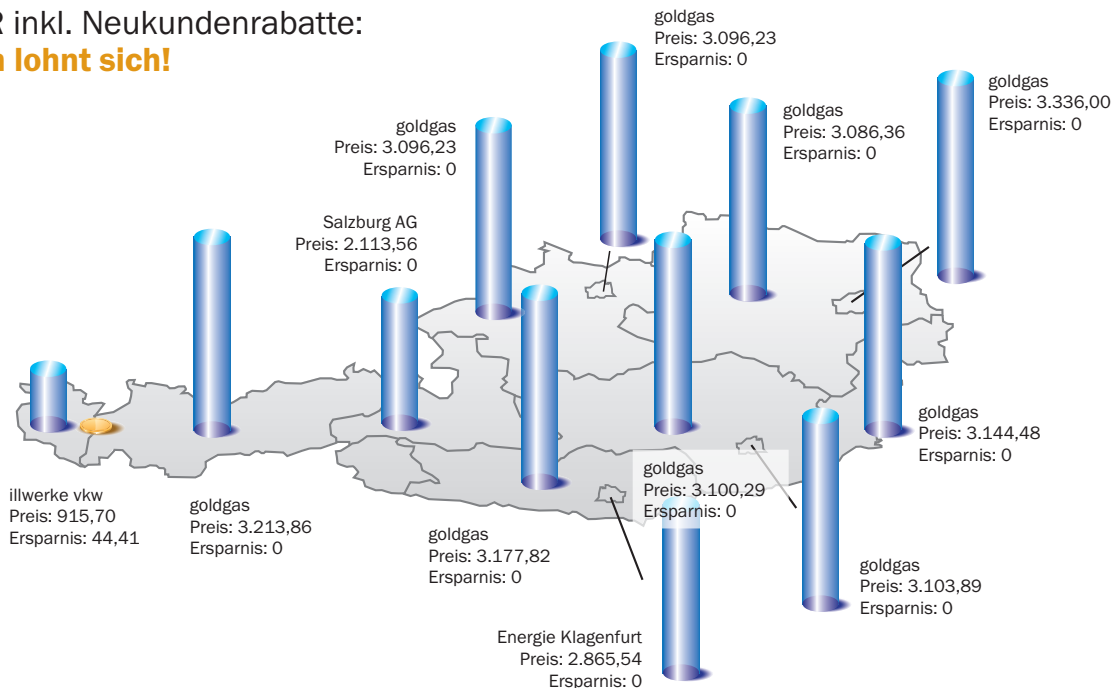 R inkl. Neukundenrabatte:
lohnt sich!
goldgas
Preis: 3.096,23
Ersparnis: 0
goldgas
Preis: 3.336,00
Ersparnis: 0
goldgas
Preis: 3.086,36
Ersparnis: 0
goldgas
Preis: 3.096,23
Ersparnis: 0
Salzburg AG
Preis: 2.113,56
Ersparnis: 0
goldgas
Preis: 3.144,48
Ersparnis: 0
goldgas
Preis: 3.100,29
Ersparnis: 0
illwerke vkw
Preis: 915,70
Ersparnis: 44,41
goldgas
Preis: 3.213,86
Ersparnis: 0
goldgas
Preis: 3.177,82
Ersparnis: 0
goldgas
Preis: 3.103,89
Ersparnis: 0
Energie Klagenfurt
Preis: 2.865,54
Ersparnis: 0